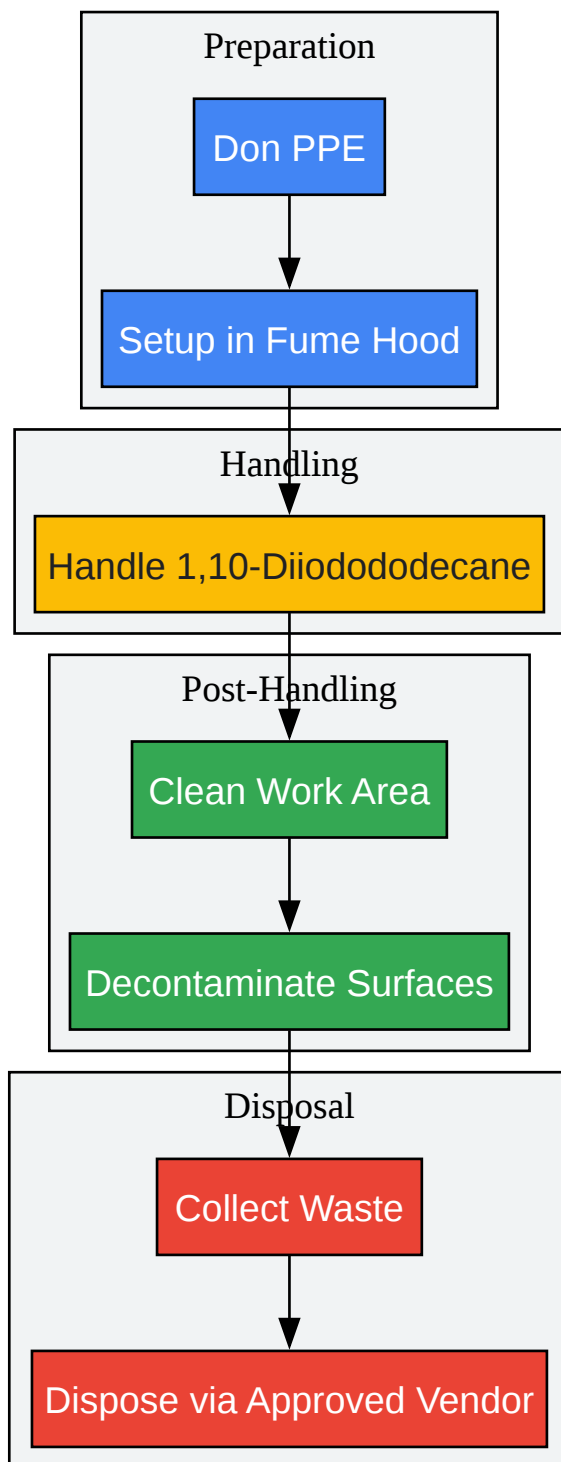 Preparation
Don PPE
Setup in Fume Hood
Handling
Handle 1,10-Diiodododecane
Post-Handling
Clean Work Area
Decontaminate Surfaces
Disposal
Collect Waste
Dispose via Approved Vendor